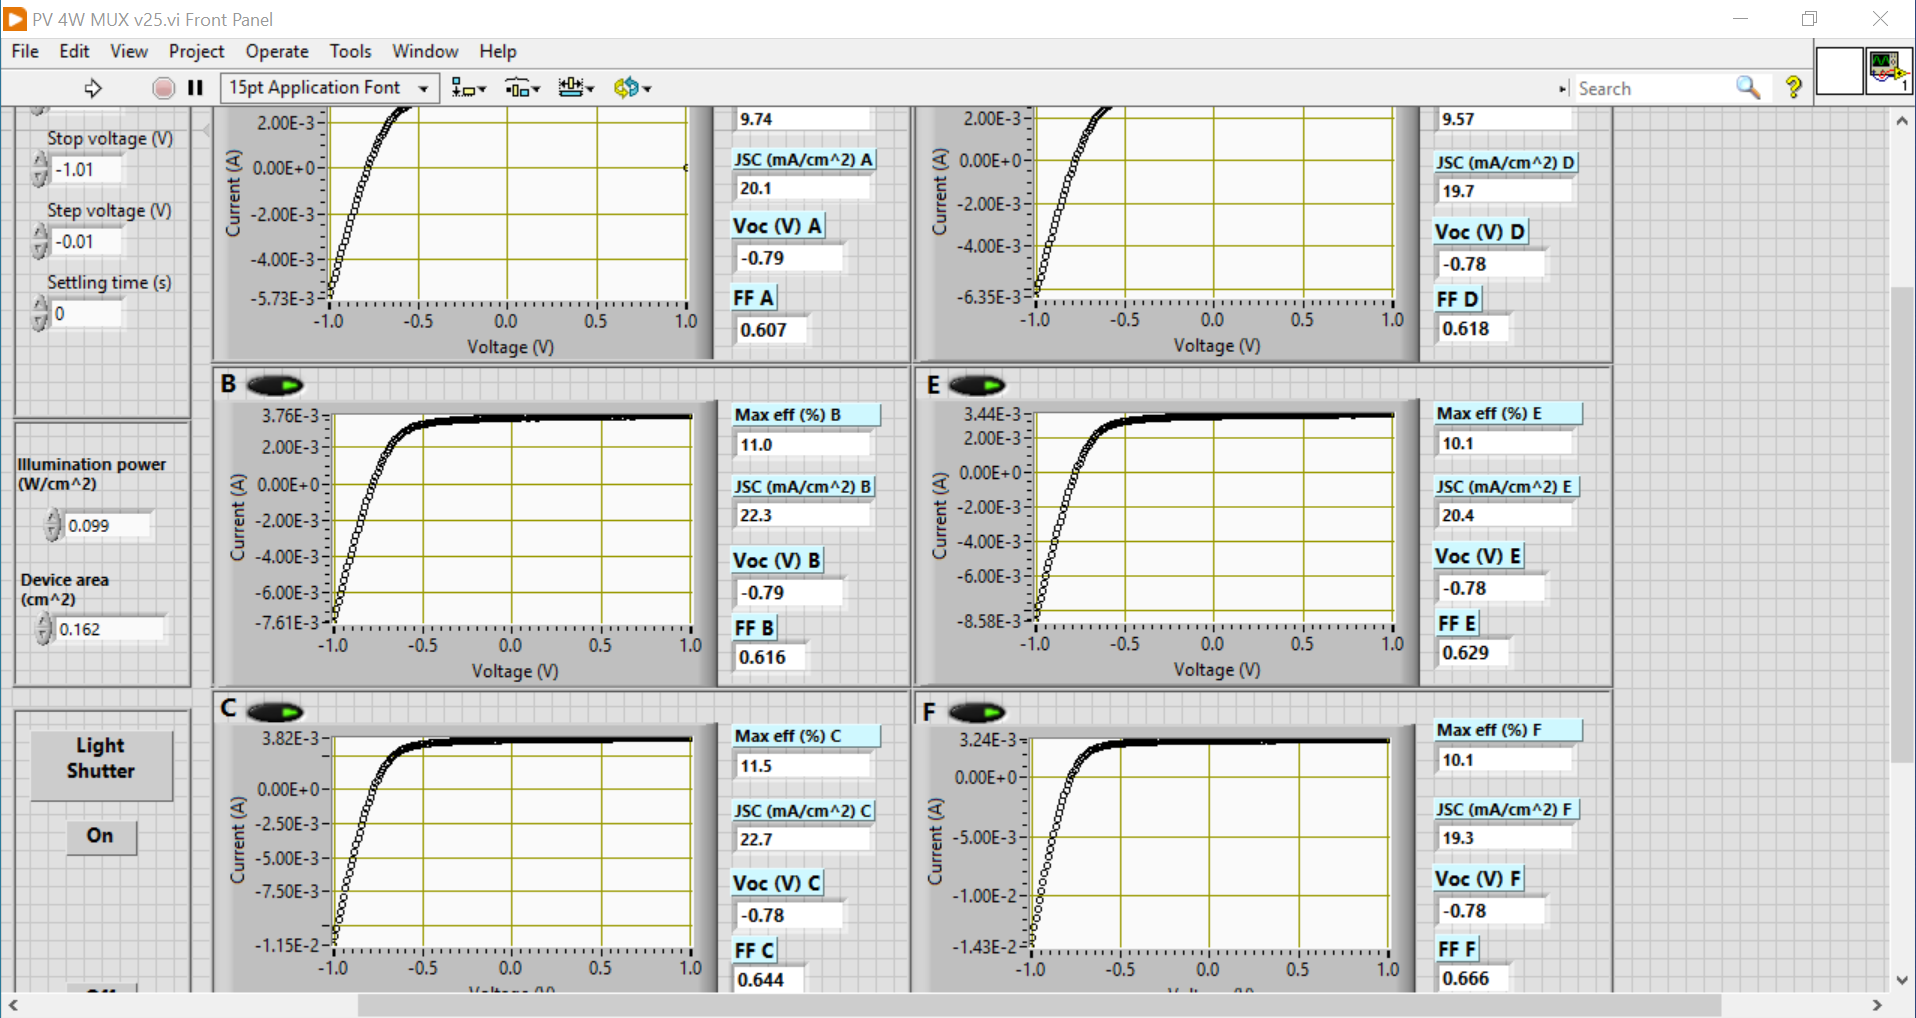 PV 4W MUX v25.vi Front Panel
File Edit View Project Operate Tools Window Help
15pt Application Font
Search
1
Stop voltage (V)
-1.01
Step voltage (V)
-0.01
Settling time (s)
0
Illumination power
(W/cm^2)
0.099
Device area
(cm^2)
0.162
Light
Shutter
On
2.00E-3
0.00E+0
-2.00E-3
-4.00E-3
-5.73E-3
Current (A)
-1.0 -0.5 0.0 0.5 1.0
Voltage (V)
9.74
JSC (mA/cm^2) A
20.1
Voc (V) A
-0.79
FF A
0.607
2.00E-3
0.00E+0
-2.00E-3
-4.00E-3
-6.35E-3
Current (A)
-1.0 -0.5 0.0 0.5 1.0
Voltage (V)
9.57
JSC (mA/cm^2) D
19.7
Voc (V) D
-0.78
FF D
0.618
B
3.76E-3
2.00E-3
0.00E+0
-2.00E-3
-4.00E-3
-6.00E-3
-7.61E-3
Current (A)
-1.0 -0.5 0.0 0.5 1.0
Voltage (V)
Max eff (%) B
11.0
JSC (mA/cm^2) B
22.3
Voc (V) B
-0.79
FF B
0.616
E
3.44E-3
2.00E-3
0.00E+0
-2.00E-3
-4.00E-3
-6.00E-3
-8.58E-3
Current (A)
-1.0 -0.5 0.0 0.5 1.0
Voltage (V)
Max eff (%) E
10.1
JSC (mA/cm^2) E
20.4
Voc (V) E
-0.78
FF E
0.629
C
3.82E-3
0.00E+0
-2.50E-3
-5.00E-3
-7.50E-3
-1.15E-2
Current (A)
-1.0 -0.5 0.0 0.5 1.0
Max eff (%) C
11.5
JSC (mA/cm^2) C
22.7
Voc (V) C
-0.78
FF C
0.644
F
3.24E-3
0.00E+0
-5.00E-3
-1.00E-2
-1.43E-2
Current (A)
-1.0 -0.5 0.0 0.5 1.0
Max eff (%) F
10.1
JSC (mA/cm^2) F
19.3
Voc (V) F
-0.78
FF F
0.666